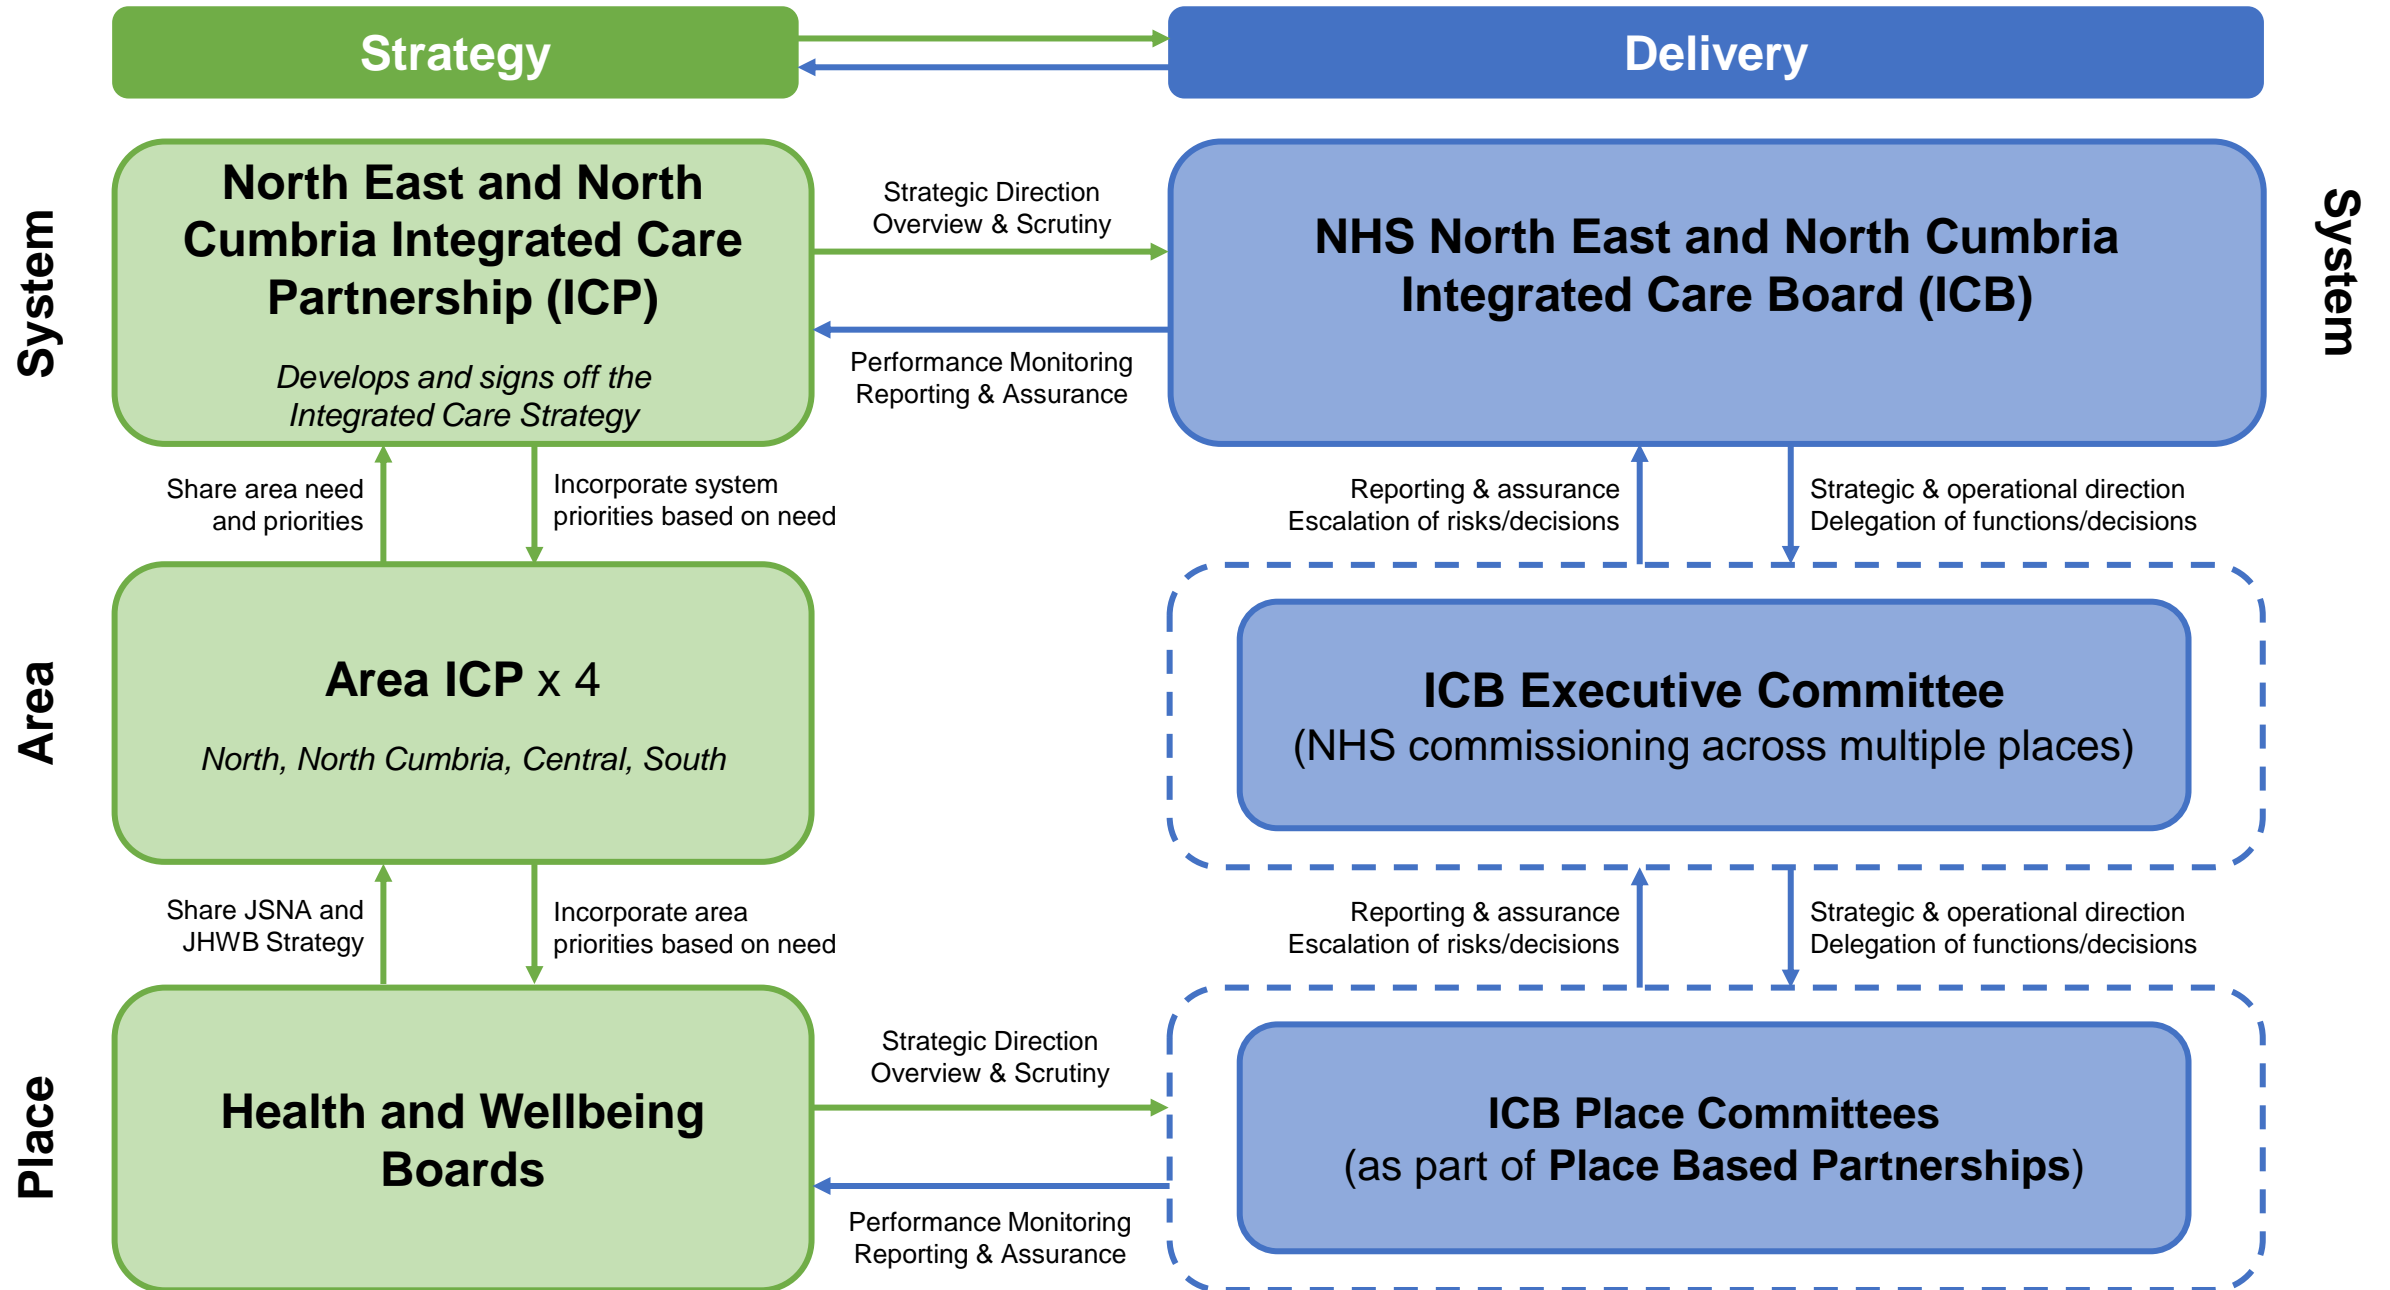 Strategy
Delivery
System
North East and North
Cumbria Integrated Care
Partnership (ICP)
Develops and signs off the
Integrated Care Strategy
Strategic Direction
Overview & Scrutiny
Performance Monitoring
Reporting & Assurance
NHS North East and North Cumbria
Integrated Care Board (ICB)
System
Share area need
and priorities
Incorporate system
priorities based on need
Reporting & assurance
Escalation of risks/decisions
Strategic & operational direction
Delegation of functions/decisions
Area
Area ICP x 4
North, North Cumbria, Central, South
ICB Executive Committee
(NHS commissioning across multiple places)
Share JSNA and
JHWB Strategy
Incorporate area
priorities based on need
Reporting & assurance
Escalation of risks/decisions
Strategic & operational direction
Delegation of functions/decisions
Place
Health and Wellbeing
Boards
Strategic Direction
Overview & Scrutiny
Performance Monitoring
Reporting & Assurance
ICB Place Committees
(as part of Place Based Partnerships)